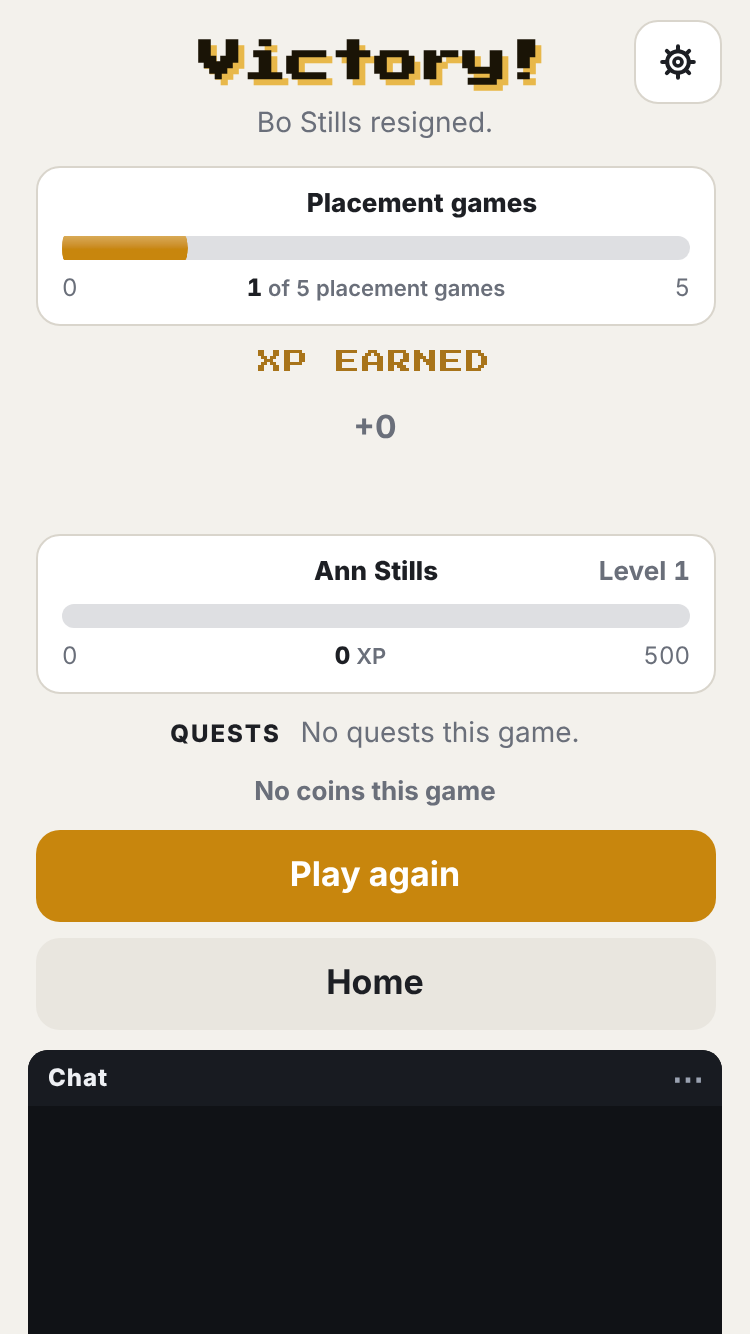 Victory!
Bo Stills resigned.
Placement games
0 1 of 5 placement games 5
XP EARNED
+0
Ann Stills Level 1
0 0 XP 500
QUESTS No quests this game.
No coins this game
Play again
Home
Chat ...